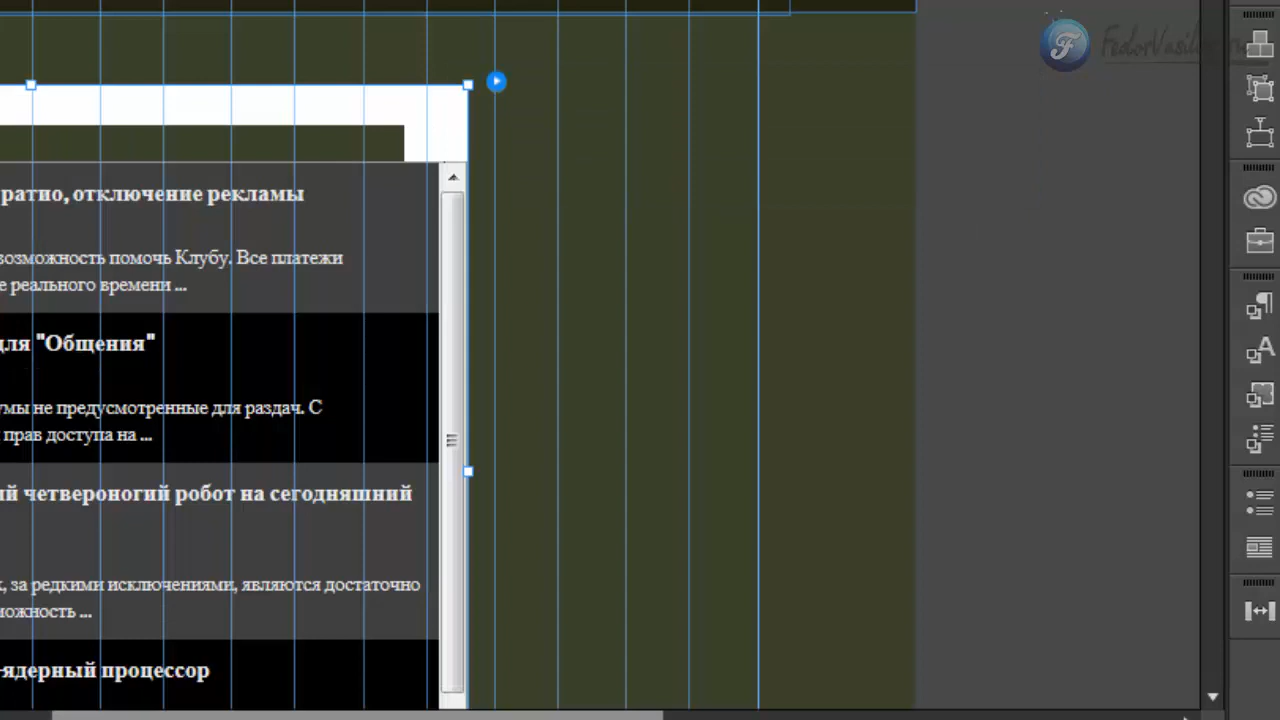 FedorVasilev
ратио, отключение рекламы
возможность помочь Клубу. Все платежи
е реального времени ...
для "Общения"
умы не предусмотренные для раздач. С
прав доступа на ...
ий четвероногий робот на сегодняшний
, за редкими исключениями, являются достаточно
можность ...
-ядерный процессор